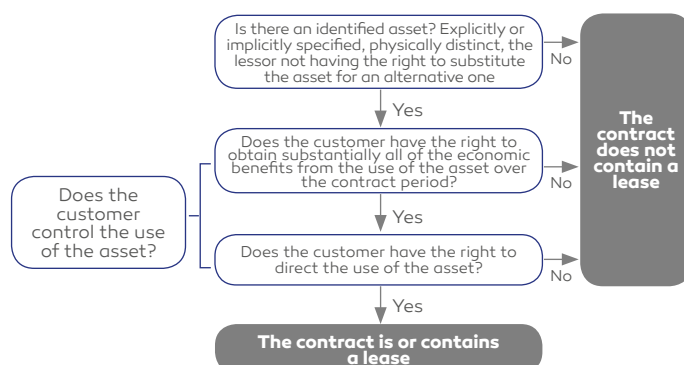 Is there an identified asset? Explicitly or
implicitly specified, physically distinct, the
lessor not having the right to substitute
the asset for an alternative one
No
Yes
The
contract
does not
contain a
lease
Does the customer have the right to
obtain substantially all of the economic
benefits from the use of the asset over
the contract period?
No
Does the
customer
control the use
of the asset?
Yes
Does the customer have the right to
direct the use of the asset?
No
Yes
The contract is or contains
a lease